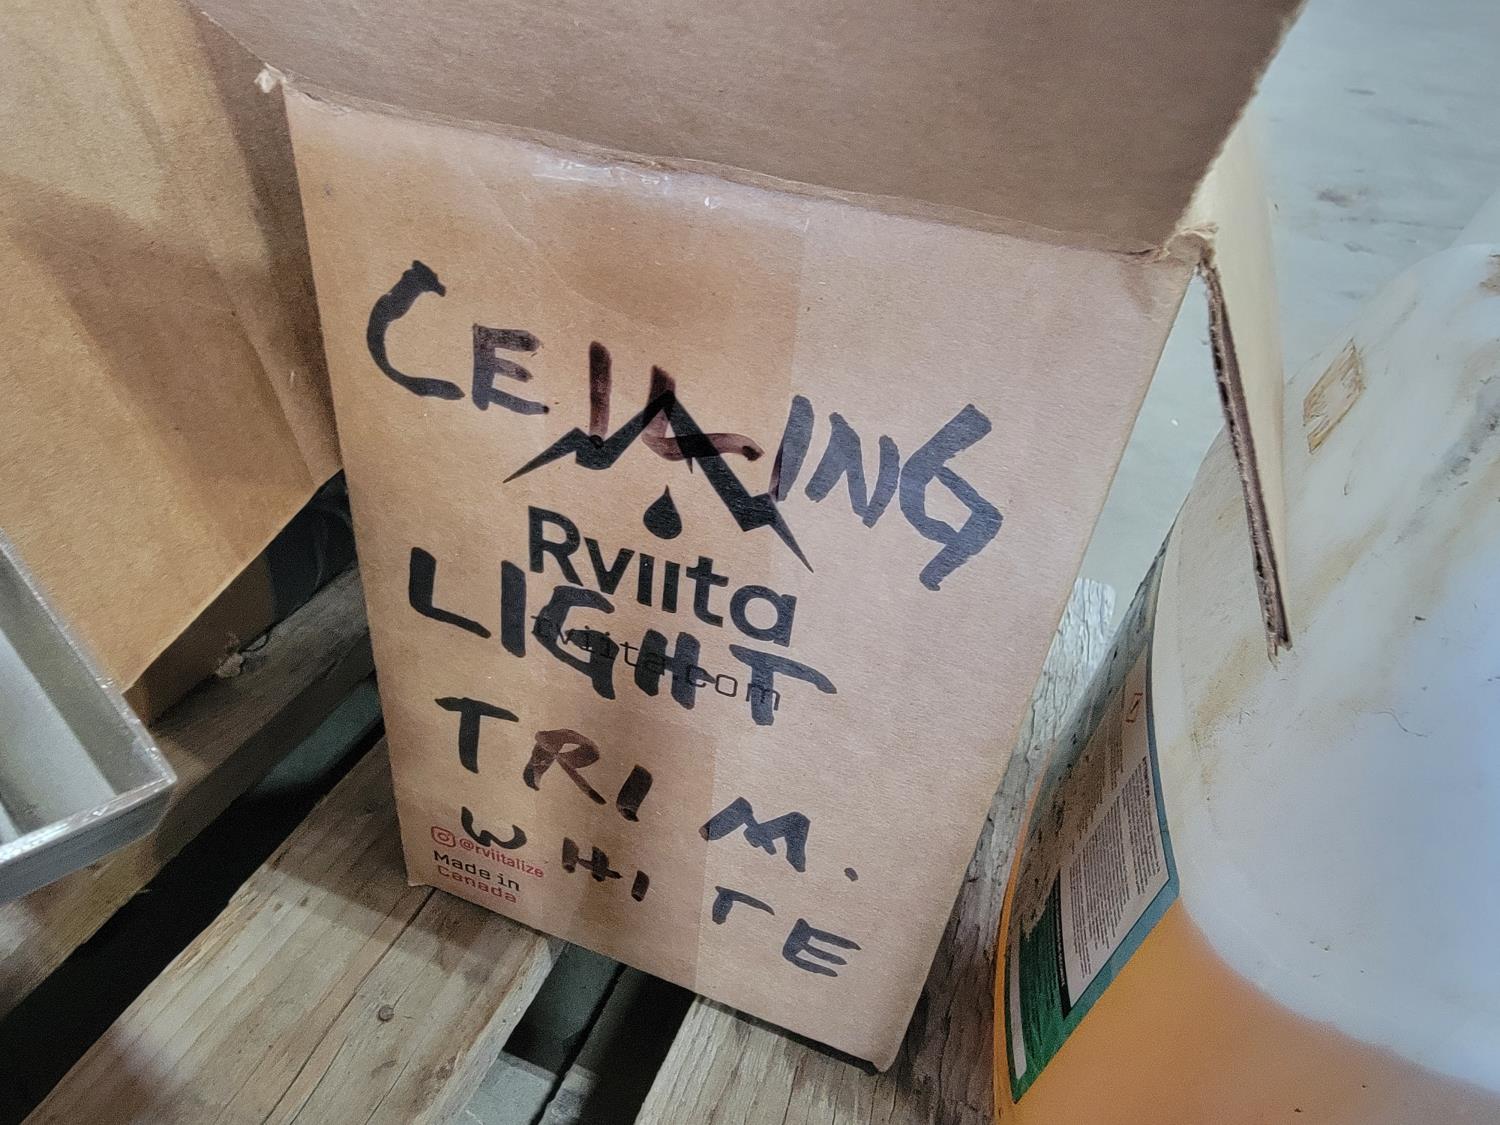 CEILING
Rviita
rviita.com
LIGHT
TRIM.
WHITE
@rviitalize
Made in
Canada